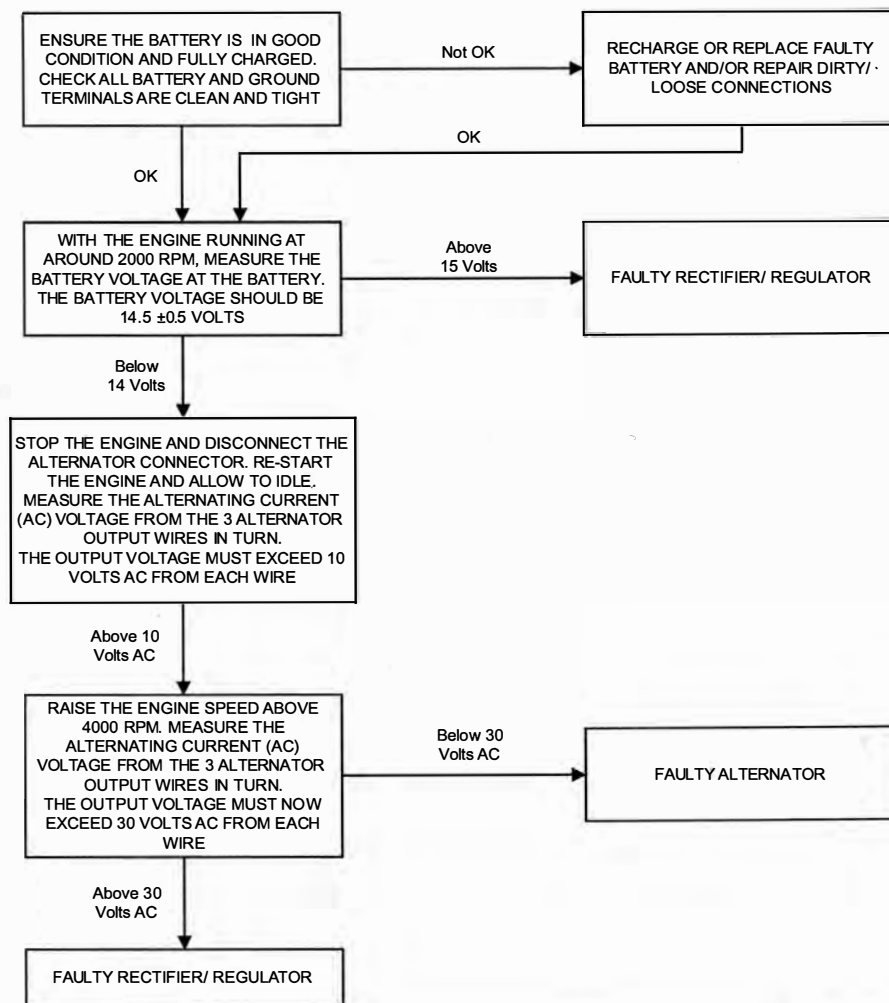 ENSURE THE BATTERY IS IN GOOD
CONDITION AND FULLY CHARGED.
CHECK ALL BATTERY AND GROUND
TERMINALS ARE CLEAN AND TIGHT
Not OK
RECHARGE OR REPLACE FAULTY
BATTERY AND/OR REPAIR DIRTY/
LOOSE CONNECTIONS
OK
OK
WITH THE ENGINE RUNNING AT
AROUND 2000 RPM, MEASURE THE
BATTERY VOLTAGE AT THE BATTERY.
THE BATTERY VOLTAGE SHOULD BE
14.5 ±0.5 VOLTS
Above
15 Volts
FAULTY RECTIFIER/ REGULATOR
Below
14 Volts
STOP THE ENGINE AND DISCONNECT THE
ALTERNATOR CONNECTOR. RE-START
THE ENGINE AND ALLOW TO IDLE.
MEASURE THE ALTERNATING CURRENT
(AC) VOLTAGE FROM THE 3 ALTERNATOR
OUTPUT WIRES IN TURN.
THE OUTPUT VOLTAGE MUST EXCEED 10
VOLTS AC FROM EACH WIRE
Above 10
Volts AC
RAISE THE ENGINE SPEED ABOVE
4000 RPM. MEASURE THE
ALTERNATING CURRENT (AC)
VOLTAGE FROM THE 3 ALTERNATOR
OUTPUT WIRES IN TURN.
THE OUTPUT VOLTAGE MUST NOW
EXCEED 30 VOLTS AC FROM EACH
WIRE
Below 30
Volts AC
FAULTY ALTERNATOR
Above 30
Volts AC
FAULTY RECTIFIER/ REGULATOR